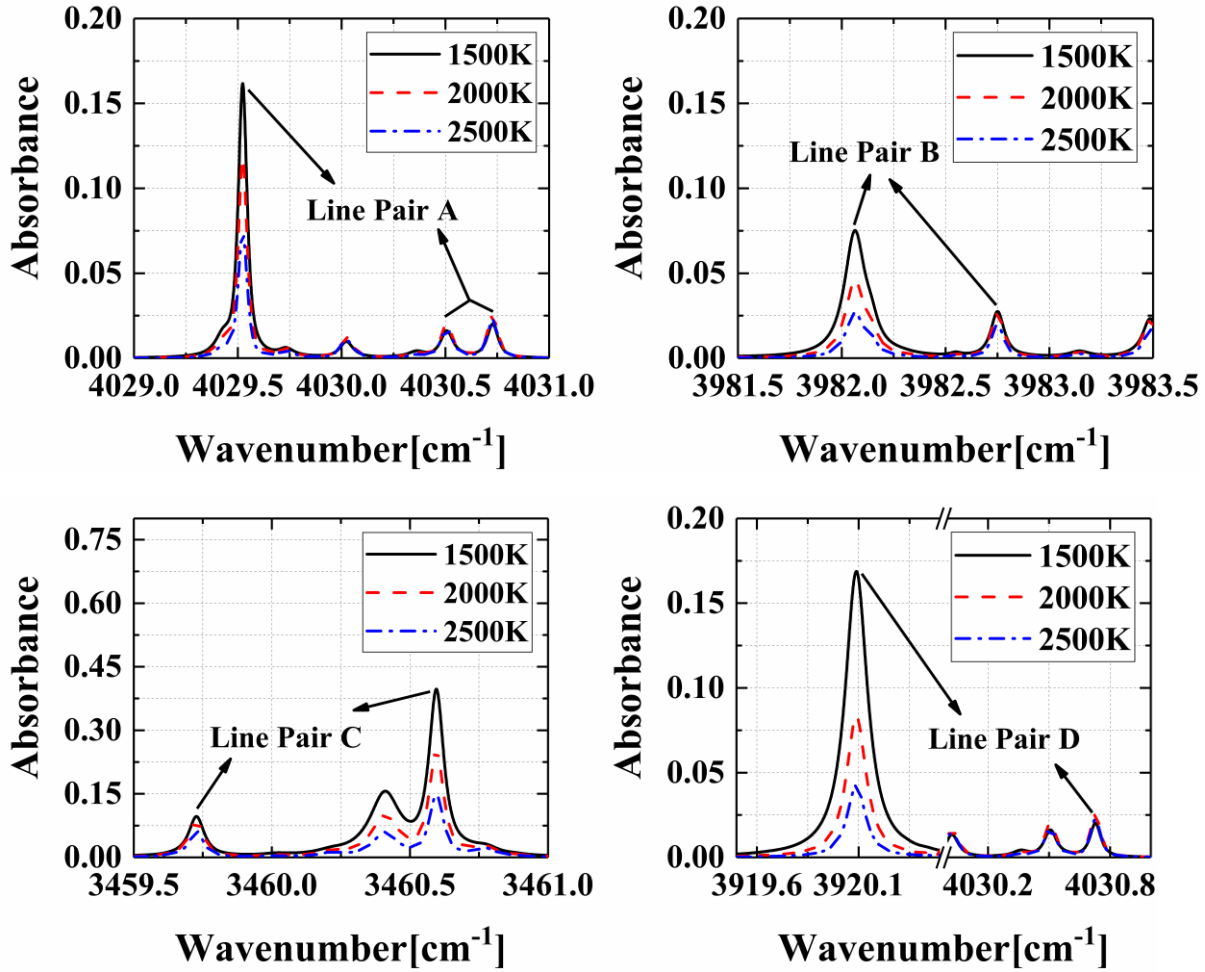 0.20
0.15
0.10
0.05
0.00
Absorbance
1500K
2000K
2500K
Line Pair A
4029.0 4029.5 4030.0 4030.5 4031.0
Wavenumber[cm⁻¹]
0.20
0.15
0.10
0.05
0.00
Absorbance
1500K
2000K
2500K
Line Pair B
3981.5 3982.0 3982.5 3983.0 3983.5
Wavenumber[cm⁻¹]
0.75
0.60
0.45
0.30
0.15
0.00
Absorbance
1500K
2000K
2500K
Line Pair C
3459.5 3460.0 3460.5 3461.0
Wavenumber[cm⁻¹]
0.20
0.15
0.10
0.05
0.00
Absorbance
1500K
2000K
2500K
Line Pair D
3919.6 3920.1 4030.2 4030.8
Wavenumber[cm⁻¹]